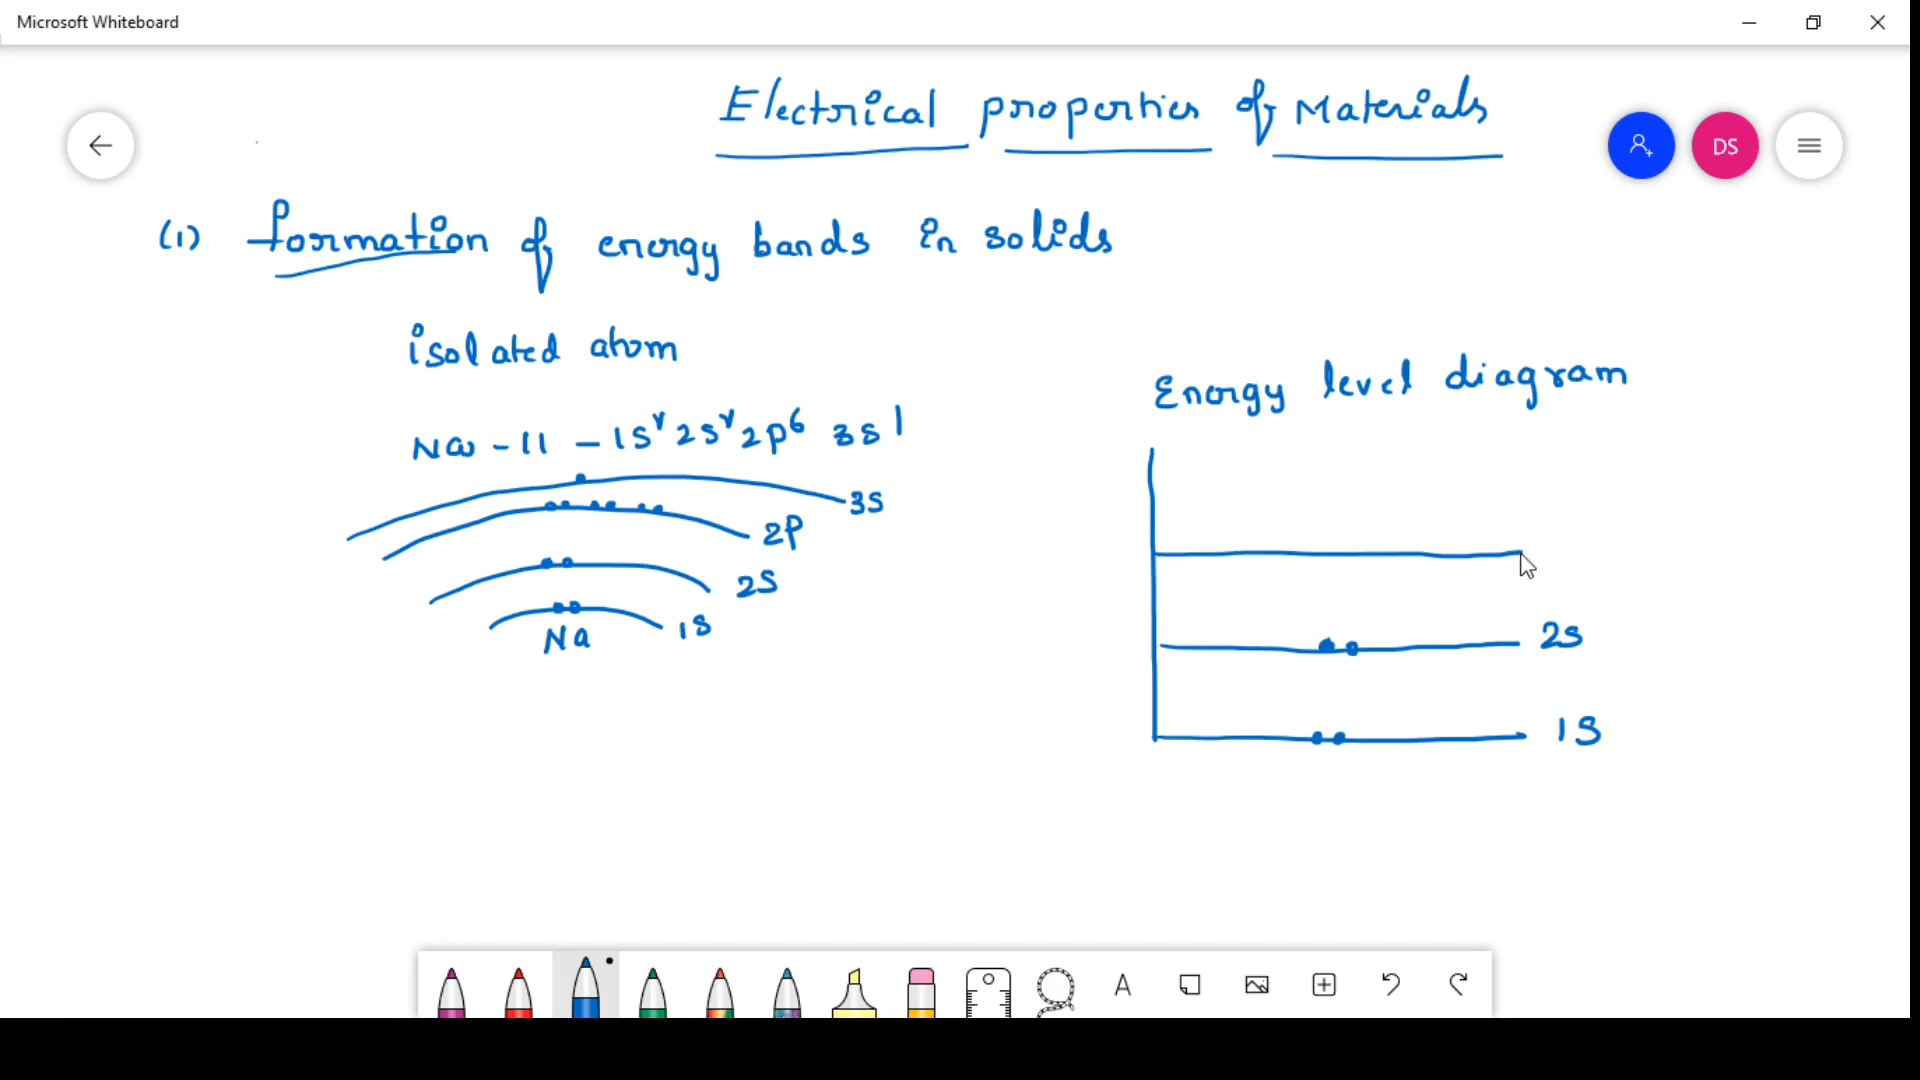 Microsoft Whiteboard
Electrical properties of Materials
DS
(1) formation of energy bands in solids
isolated atom
Energy level diagram
Na - 11 - 1s² 2s² 2p⁶ 3s¹
3s
2p
2s
1s
Na
2s
1s
A